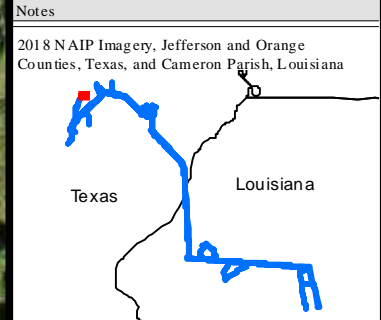 Notes
2018 NAIP Imagery, Jefferson and Orange
Counties, Texas, and Cameron Parish, Louisiana
Texas
Louisiana